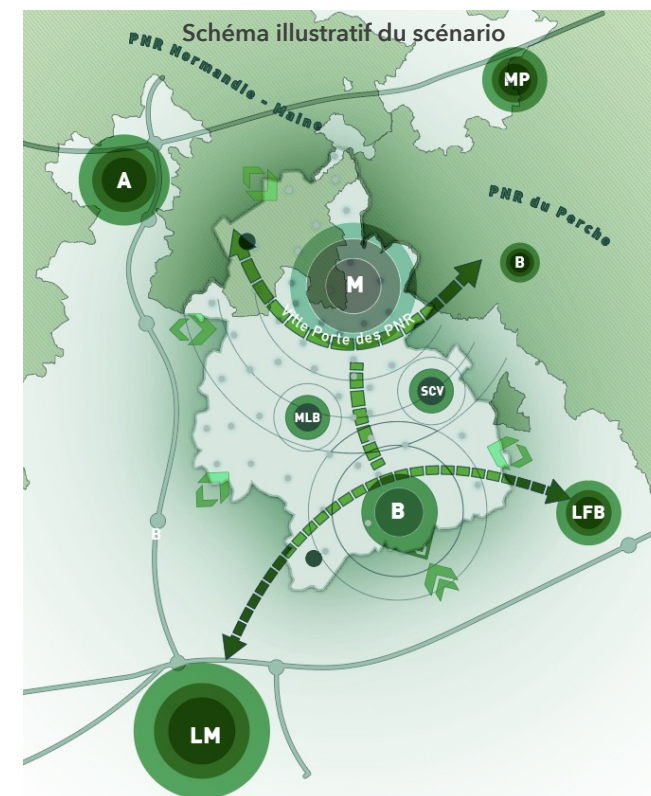 Schéma illustratif du scénario
PNR Normandie - Maine
MP
A
PNR du Perche
B
M
Ville Porte des PNR
SCV
MLB
B
LFB
B
LM